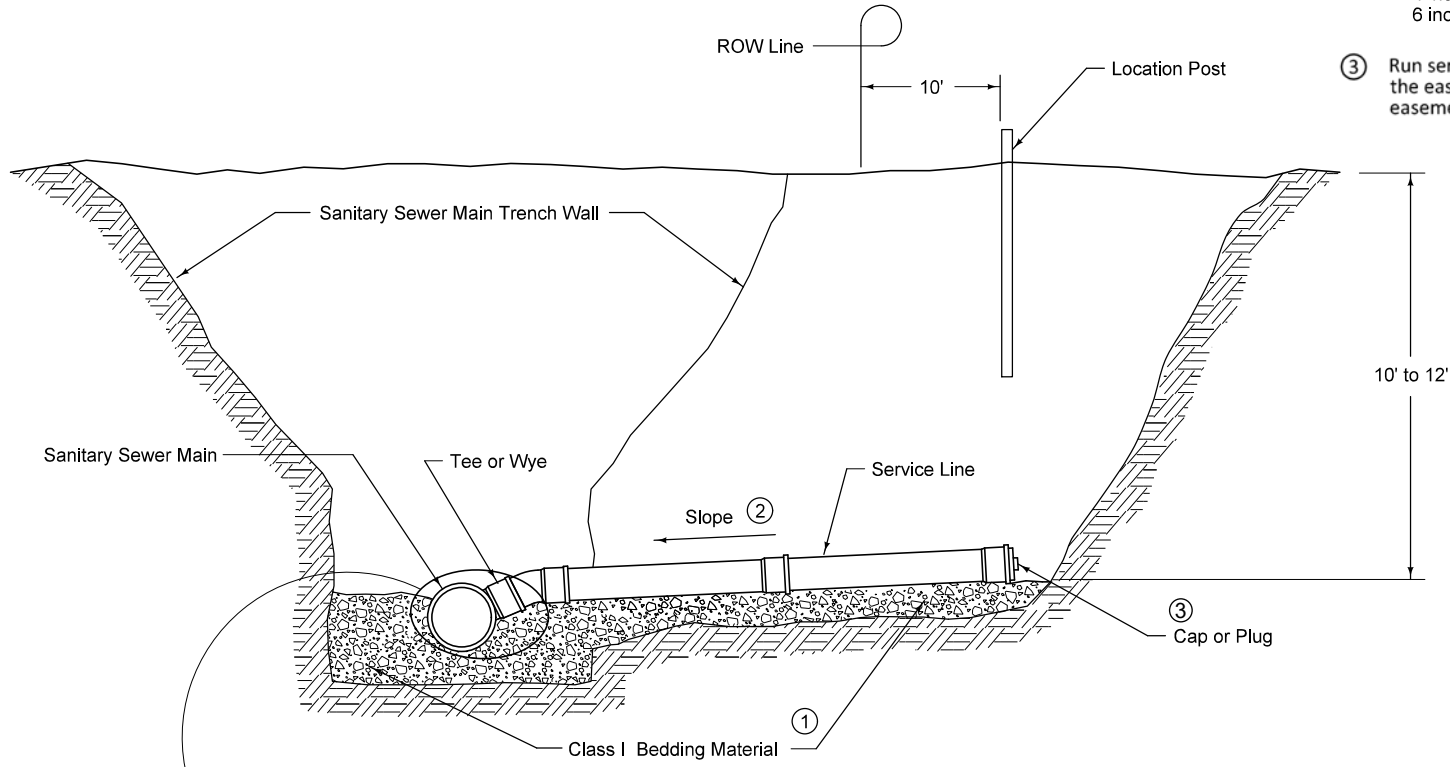 6 inc
ROW Line
10'
Location Post
③ Run ser
the eas
easeme
Sanitary Sewer Main Trench Wall
10' to 12'
Sanitary Sewer Main
Tee or Wye
Service Line
Slope ②
③
Cap or Plug
Class I Bedding Material ①